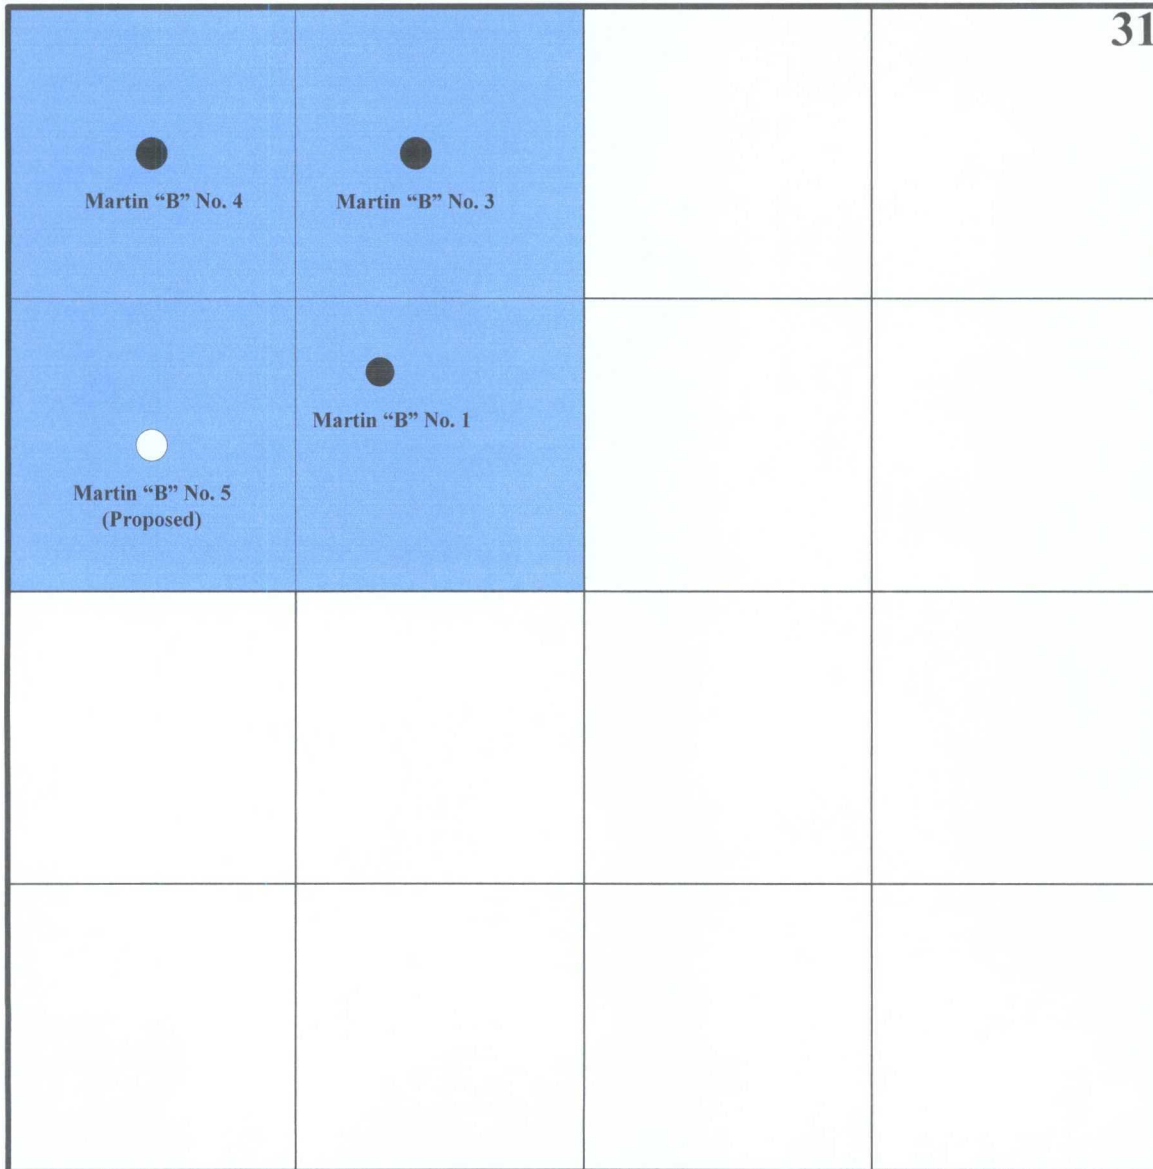 31
Martin “B” No. 4
Martin “B” No. 3
Martin “B” No. 1
Martin “B” No. 5
(Proposed)